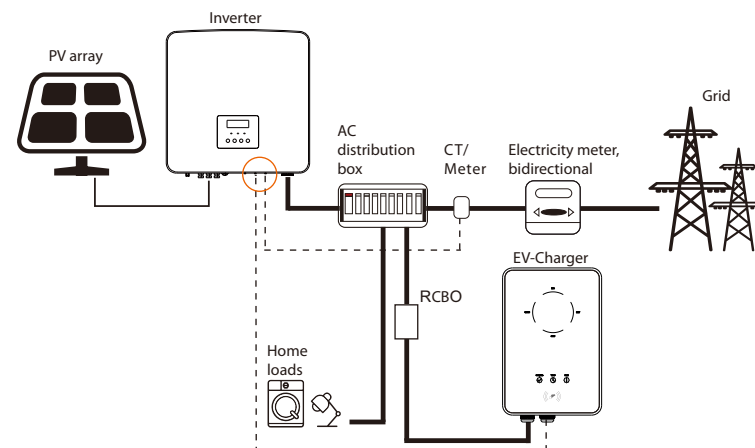 Inverter
PV array
Grid
AC
distribution
box
CT/
Meter
Electricity meter,
bidirectional
EV-Charger
RCBO
Home
loads